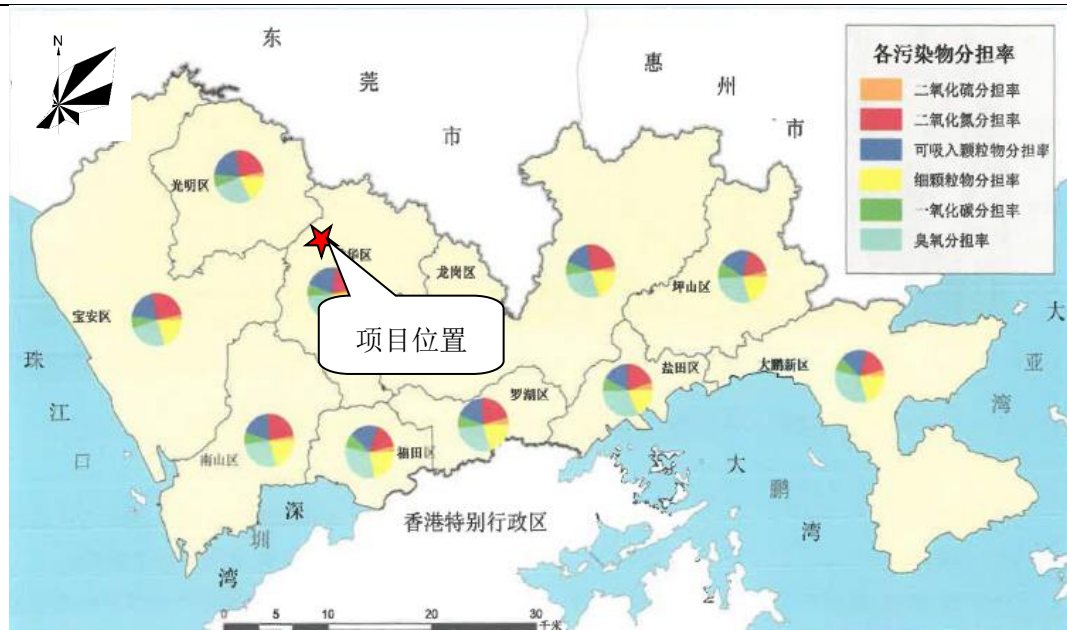 N
东
莞
市
惠
州
市
各污染物分担率
二氧化硫分担率
二氧化氮分担率
可吸入颗粒物分担率
细颗粒物分担率
一氧化碳分担率
臭氧分担率
光明区
华区
龙岗区
宝安区
坪山区
项目位置
盐田区
大鹏新区
罗湖区
南山区
福田区
珠
江
口
大
亚
湾
大
鹏
湾
深
圳
湾
香港特别行政区
0 5 10 20 30
千米